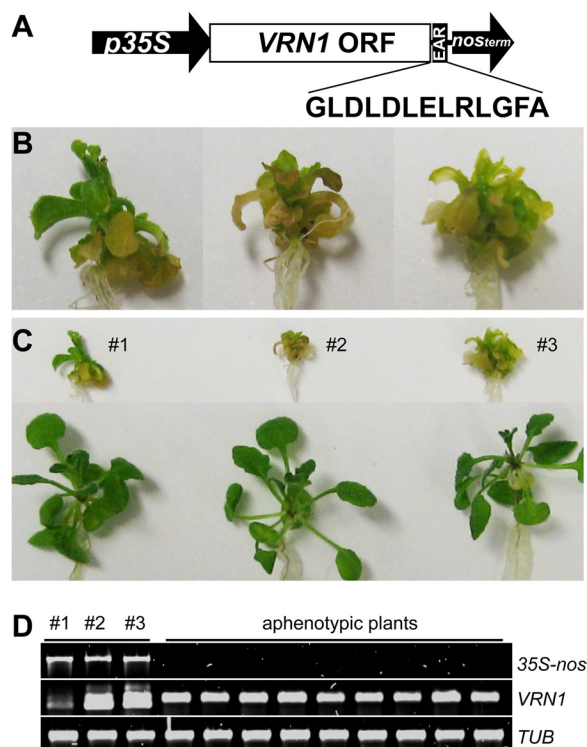 A
p35S VRN1 ORF EAR nosterm
GLDLDLELRLGFA
B
C
#1 #2 #3
D
#1 #2 #3 aphenotypic plants
35S-nos
VRN1
TUB